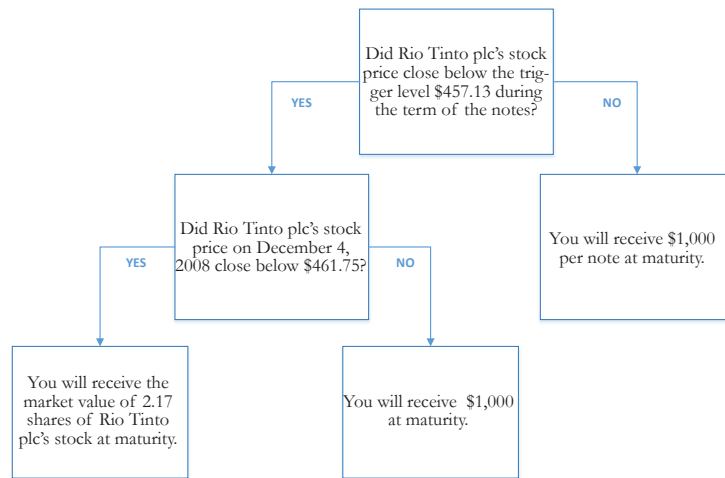 Did Rio Tinto plc's stock
price close below the trig-
ger level $457.13 during
the term of the notes?
YES
NO
Did Rio Tinto plc's stock
price on December 4,
2008 close below $461.75?
You will receive $1,000
per note at maturity.
YES
NO
You will receive the
market value of 2.17
shares of Rio Tinto
plc's stock at maturity.
You will receive $1,000
at maturity.